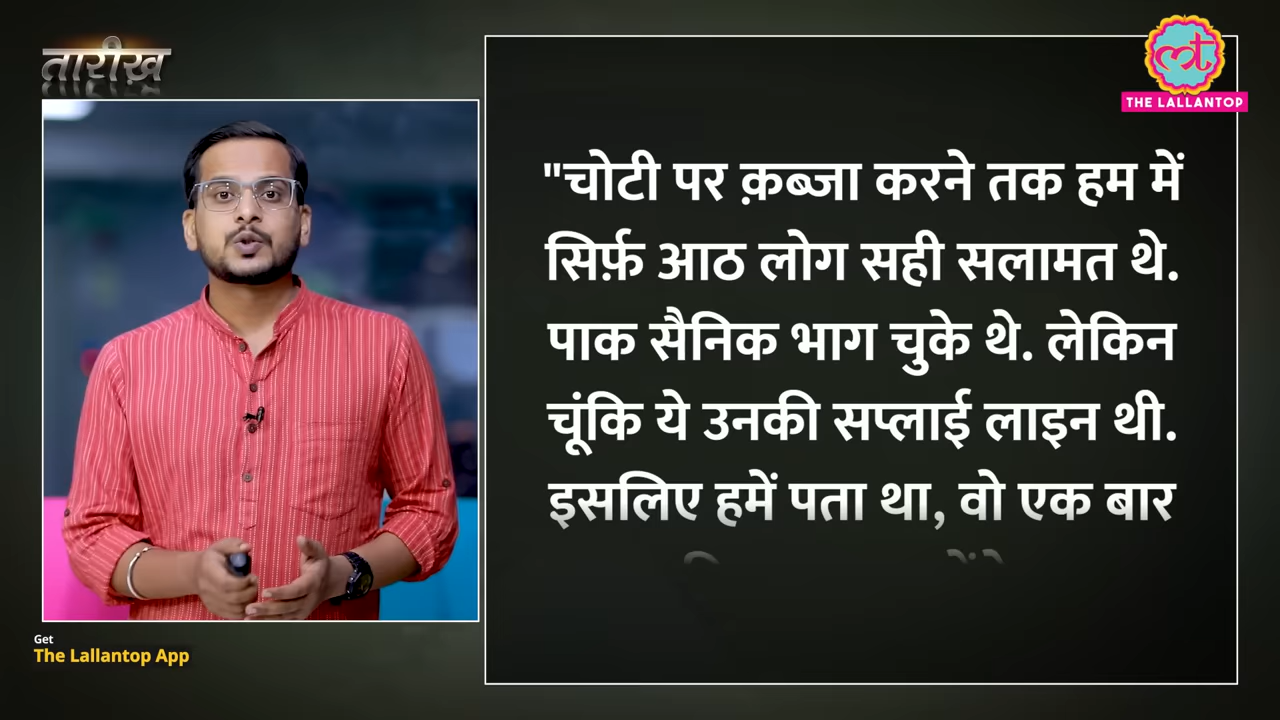 तारीख़
THE LALLANTOP
"चोटी पर क़ब्जा करने तक हम में
सिर्फ़ आठ लोग सही सलामत थे.
पाक सैनिक भाग चुके थे. लेकिन
चूंकि ये उनकी सप्लाई लाइन थी.
इसलिए हमें पता था, वो एक बार
Get
The Lallantop App